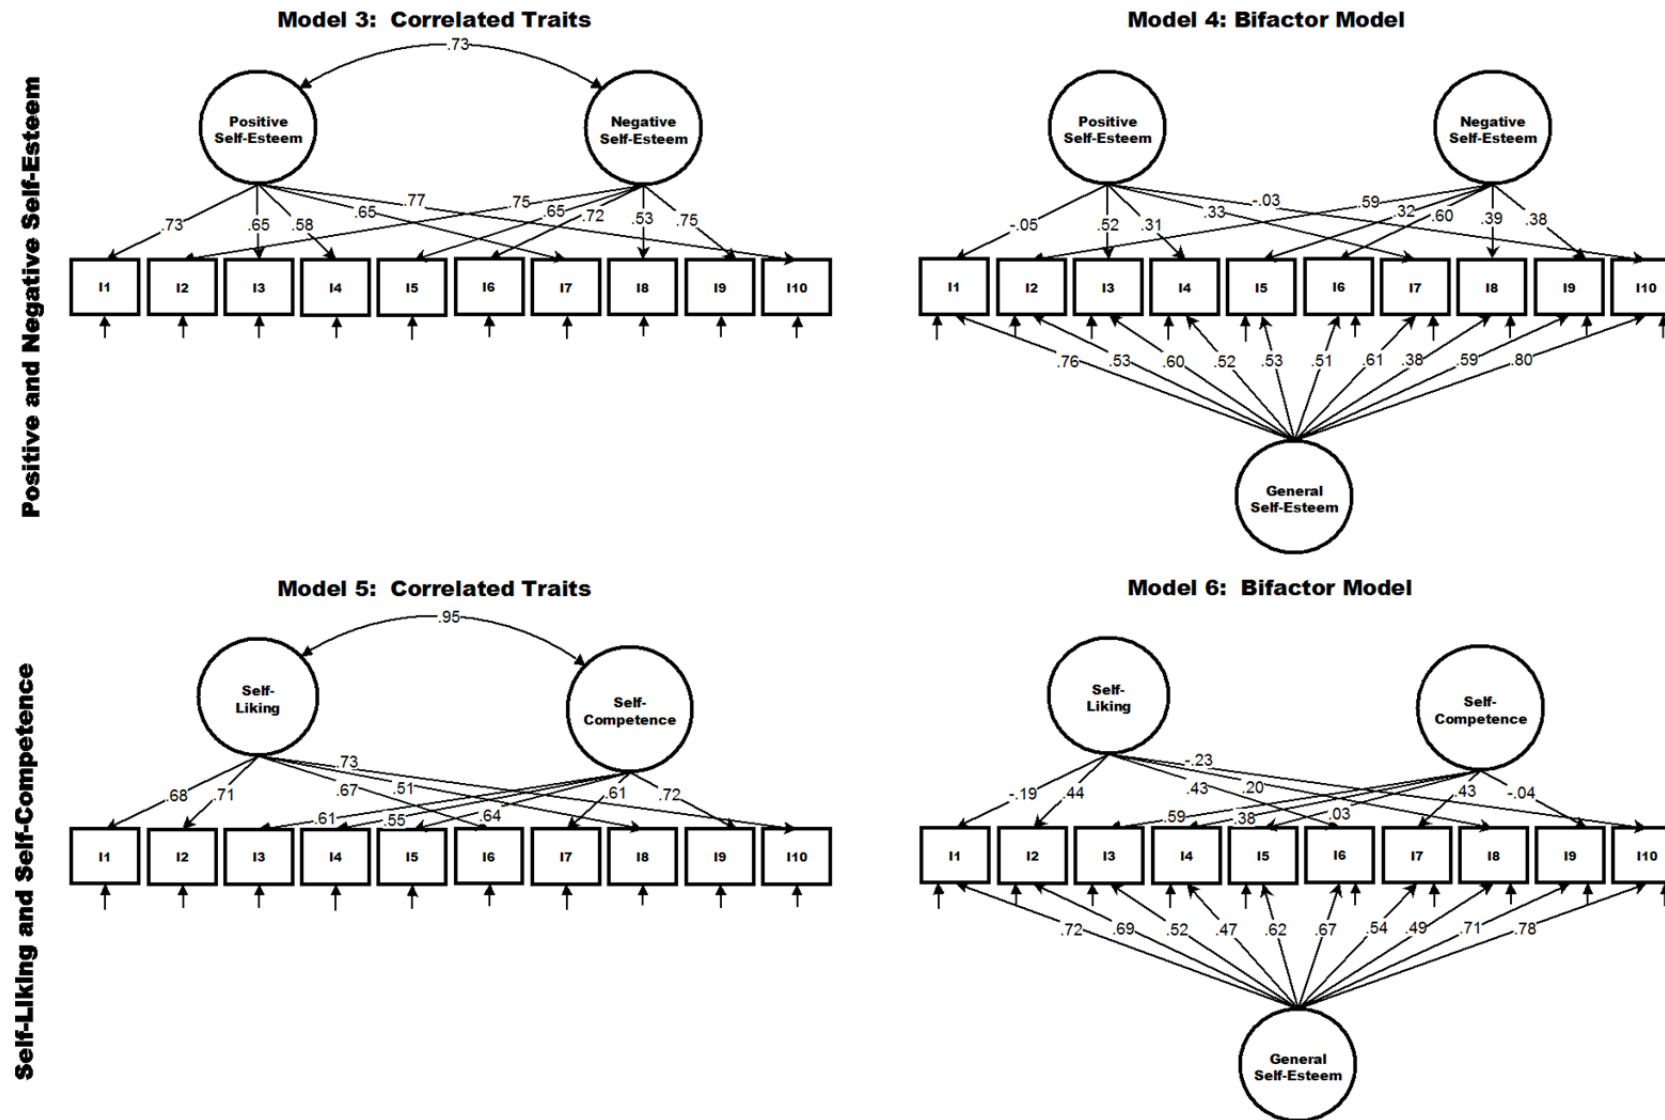 Model 3: Correlated Traits
Model 4: Bifactor Model
Positive and Negative Self-Esteem
.73
Positive
Self-Esteem
Negative
Self-Esteem
.73
.65
.58
.65
.77
.75
.65
.72
.53
.75
I1
I2
I3
I4
I5
I6
I7
I8
I9
I10
Positive
Self-Esteem
Negative
Self-Esteem
-.05
.52
.31
.33
-.03
.59
.32
.60
.39
.38
I1
I2
I3
I4
I5
I6
I7
I8
I9
I10
.76
.53
.60
.52
.53
.51
.61
.38
.59
.80
General
Self-Esteem
Model 5: Correlated Traits
Model 6: Bifactor Model
Self-Liking and Self-Competence
.95
Self-
Liking
Self-
Competence
.68
.71
.67
.51
.73
.61
.55
.64
.61
.72
I1
I2
I3
I4
I5
I6
I7
I8
I9
I10
Self-
Liking
Self-
Competence
-.19
.44
.43
.20
-.23
.59
.38
.03
.43
-.04
I1
I2
I3
I4
I5
I6
I7
I8
I9
I10
.72
.69
.52
.47
.62
.67
.54
.49
.71
.78
General
Self-Esteem